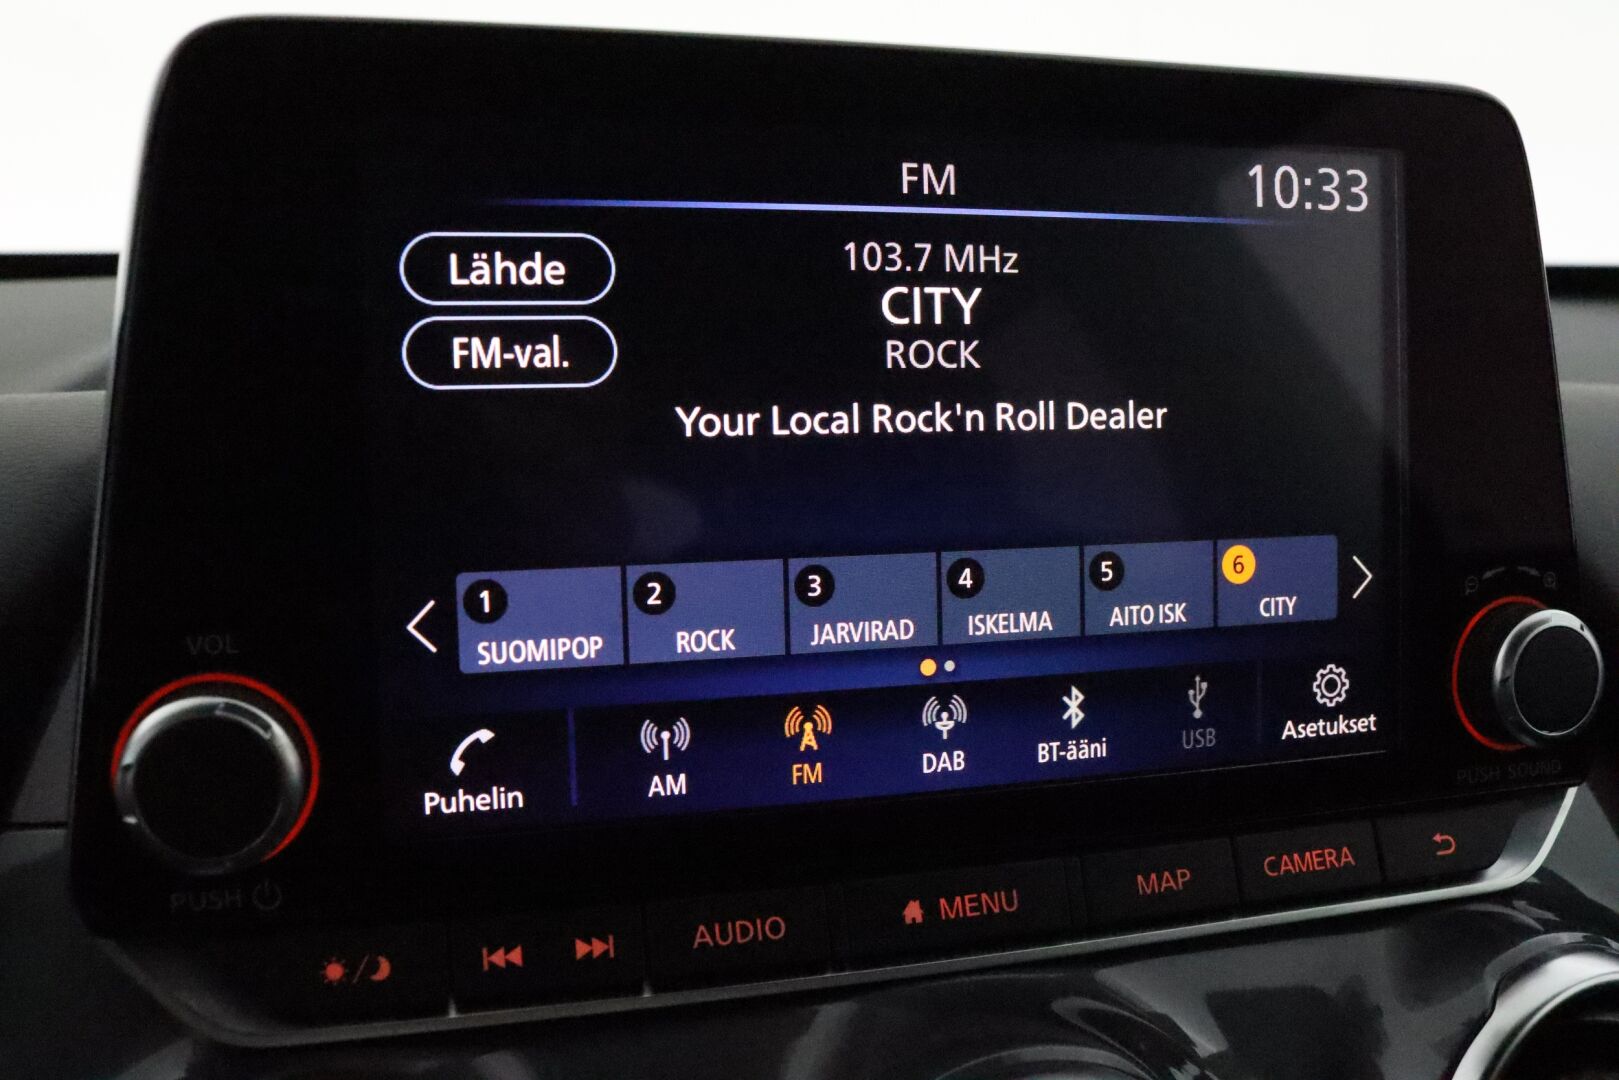 FM
10:33
Lähde
103.7 MHz
CITY
FM-val.
ROCK
Your Local Rock'n Roll Dealer
1 SUOMIPOP
2 ROCK
3 JARVIRAD
4 ISKELMA
5 AITO ISK
6 CITY
Puhelin
AM
FM
DAB
BT-ääni
USB
Asetukset
VOL
PUSH
PUSH SOUND
AUDIO
MENU
MAP
CAMERA